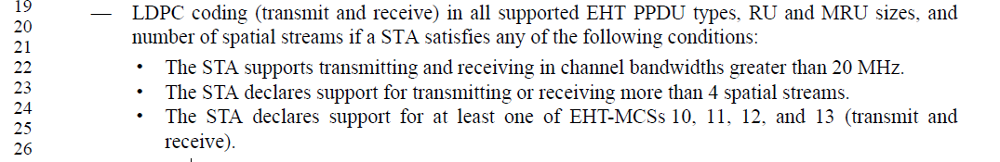 19
20
21
22
23
24
25
26
— LDPC coding (transmit and receive) in all supported EHT PPDU types, RU and MRU sizes, and
number of spatial streams if a STA satisfies any of the following conditions:
• The STA supports transmitting and receiving in channel bandwidths greater than 20 MHz.
• The STA declares support for transmitting or receiving more than 4 spatial streams.
• The STA declares support for at least one of EHT-MCSs 10, 11, 12, and 13 (transmit and
receive).